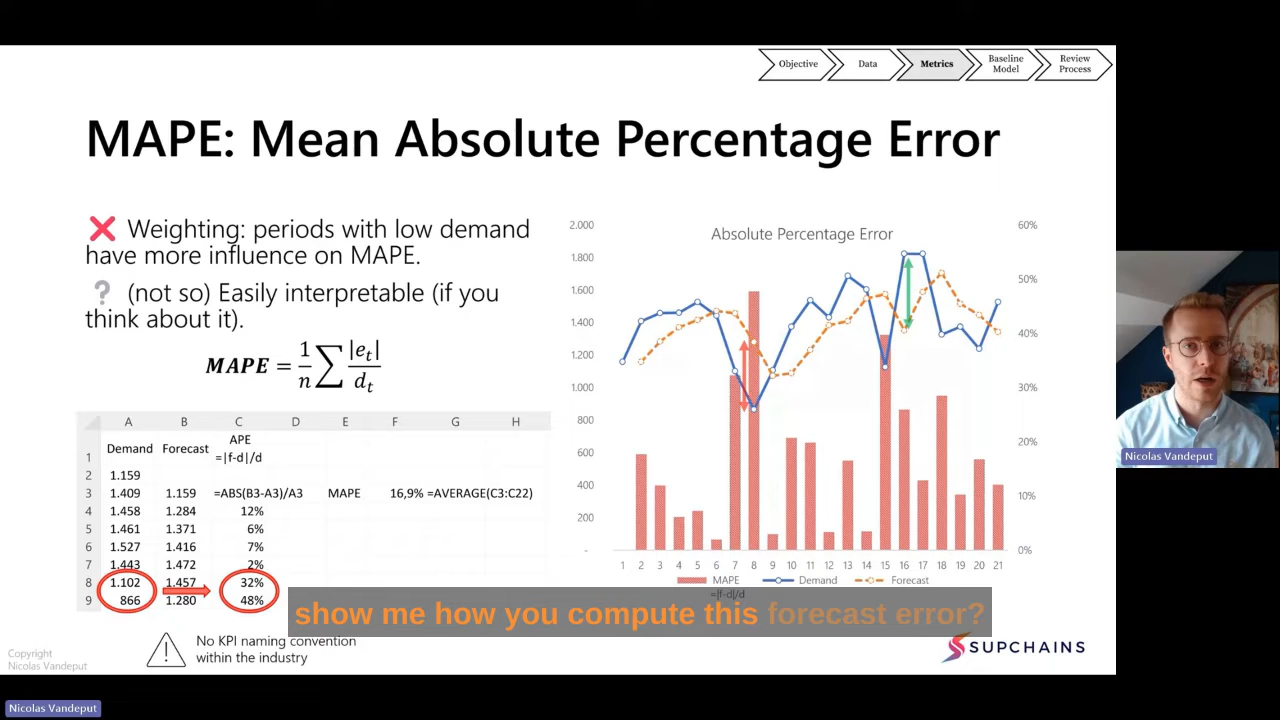 Objective
Data
Metrics
Baseline
Model
Review
Process
MAPE: Mean Absolute Percentage Error
❌ Weighting: periods with low demand
have more influence on MAPE.
❔ (not so) Easily interpretable (if you
think about it).
MAPE = 1/n ∑ |e_t|/d_t
A B C D E F G H
1 Demand Forecast APE
=|f-d|/d
2 1.159
3 1.409 1.159 =ABS(B3-A3)/A3 MAPE 16,9% =AVERAGE(C3:C22)
4 1.458 1.284 12%
5 1.461 1.371 6%
6 1.527 1.416 7%
7 1.443 1.472 2%
8 1.102 1.457 32%
9 866 1.280 48%
Absolute Percentage Error
2.000
1.800
1.600
1.400
1.200
1.000
800
600
400
200
-
60%
50%
40%
30%
20%
10%
0%
1 2 3 4 5 6 7 8 9 10 11 12 13 14 15 16 17 18 19 20 21
MAPE Demand Forecast
=|f-d|/d
show me how you compute this forecast error?
No KPI naming convention
within the industry
Copyright
Nicolas Vandeput
SUPCHAINS
Nicolas Vandeput
Nicolas Vandeput